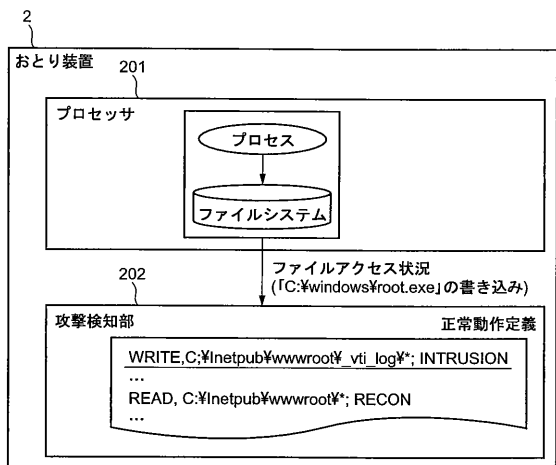 2
おとり装置
201
プロセッサ
プロセス
ファイルシステム
ファイルアクセス状況
(「C:¥windows¥root.exe」の書き込み)
202
攻撃検知部
正常動作定義
WRITE,C;¥Inetpub¥wwwroot¥_vti_log¥*; INTRUSION
...
READ, C:¥Inetpub¥wwwroot¥*; RECON
...